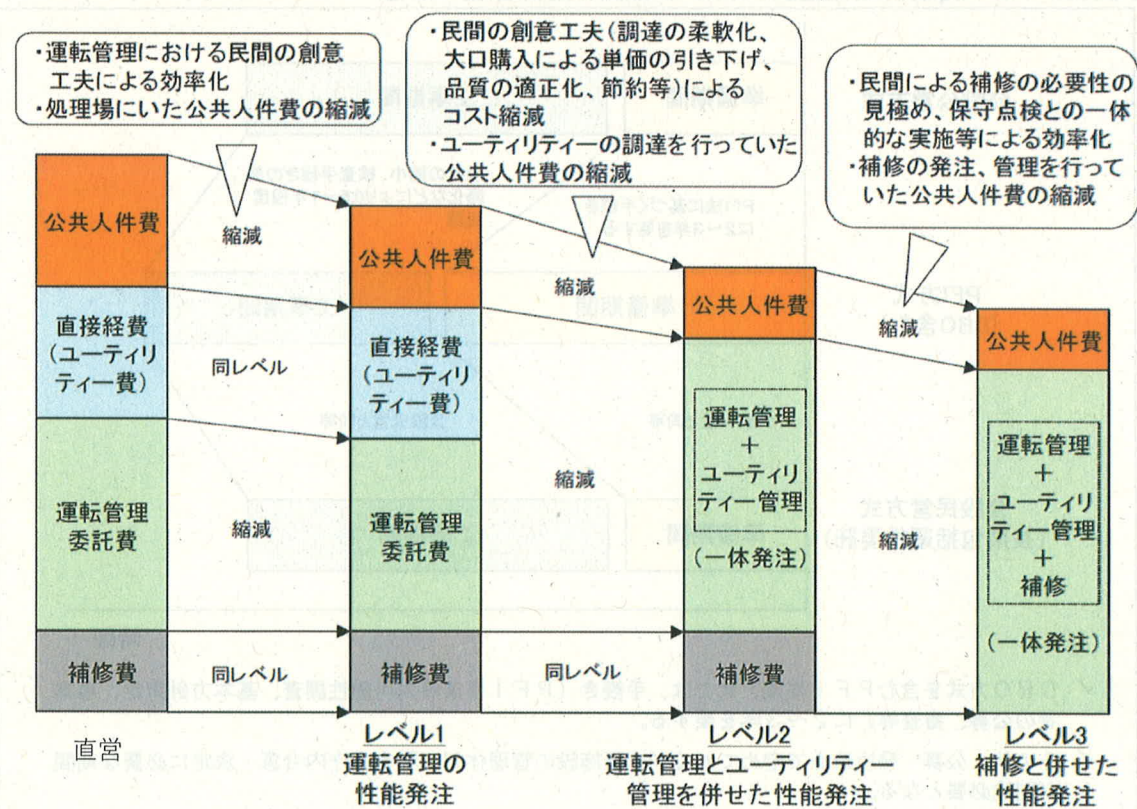 ・運転管理における民間の創意
工夫による効率化
・処理場にいた公共人件費の縮減
・民間の創意工夫(調達の柔軟化、
大口購入による単価の引き下げ、
品質の適正化、節約等)による
コスト縮減
・ユーティリティーの調達を行っていた
公共人件費の縮減
・民間による補修の必要性の
見極め、保守点検との一体
的な実施等による効率化
・補修の発注、管理を行って
いた公共人件費の縮減
公共人件費
直接経費
(ユーティリ
ティー費)
運転管理
委託費
補修費
直営
縮減
同レベル
縮減
同レベル
公共人件費
直接経費
(ユーティリ
ティー費)
運転管理
委託費
補修費
レベル1
運転管理の
性能発注
縮減
縮減
同レベル
公共人件費
運転管理
+
ユーティリ
ティー管理
(一体発注)
補修費
レベル2
運転管理とユーティリティー
管理を併せた性能発注
縮減
縮減
公共人件費
運転管理
+
ユーティリ
ティー管理
+
補修
(一体発注)
レベル3
補修と併せた
性能発注